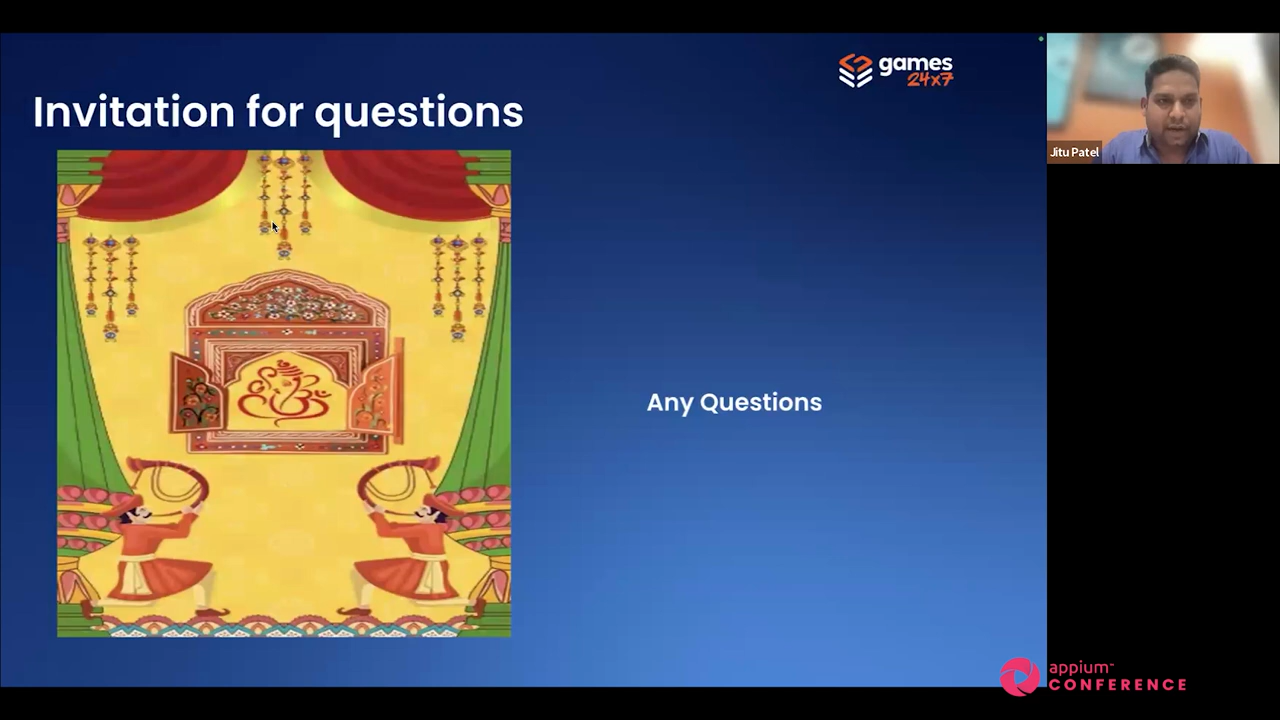 games
24x7
Invitation for questions
Jitu Patel
Any Questions
appium
CONFERENCE